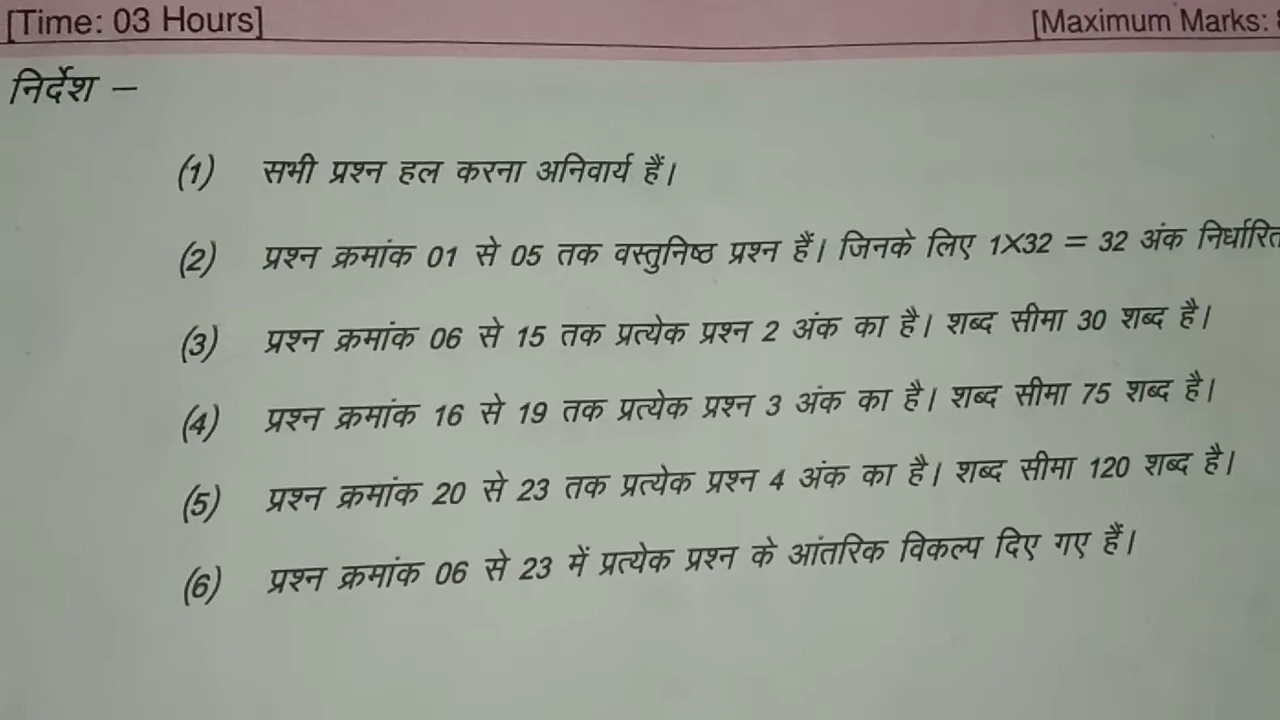 [Time: 03 Hours] [Maximum Marks:
निर्देश –
(1) सभी प्रश्न हल करना अनिवार्य हैं।
(2) प्रश्न क्रमांक 01 से 05 तक वस्तुनिष्ठ प्रश्न हैं। जिनके लिए 1X32 = 32 अंक निर्धारित
(3) प्रश्न क्रमांक 06 से 15 तक प्रत्येक प्रश्न 2 अंक का है। शब्द सीमा 30 शब्द है।
(4) प्रश्न क्रमांक 16 से 19 तक प्रत्येक प्रश्न 3 अंक का है। शब्द सीमा 75 शब्द है।
(5) प्रश्न क्रमांक 20 से 23 तक प्रत्येक प्रश्न 4 अंक का है। शब्द सीमा 120 शब्द है।
(6) प्रश्न क्रमांक 06 से 23 में प्रत्येक प्रश्न के आंतरिक विकल्प दिए गए हैं।